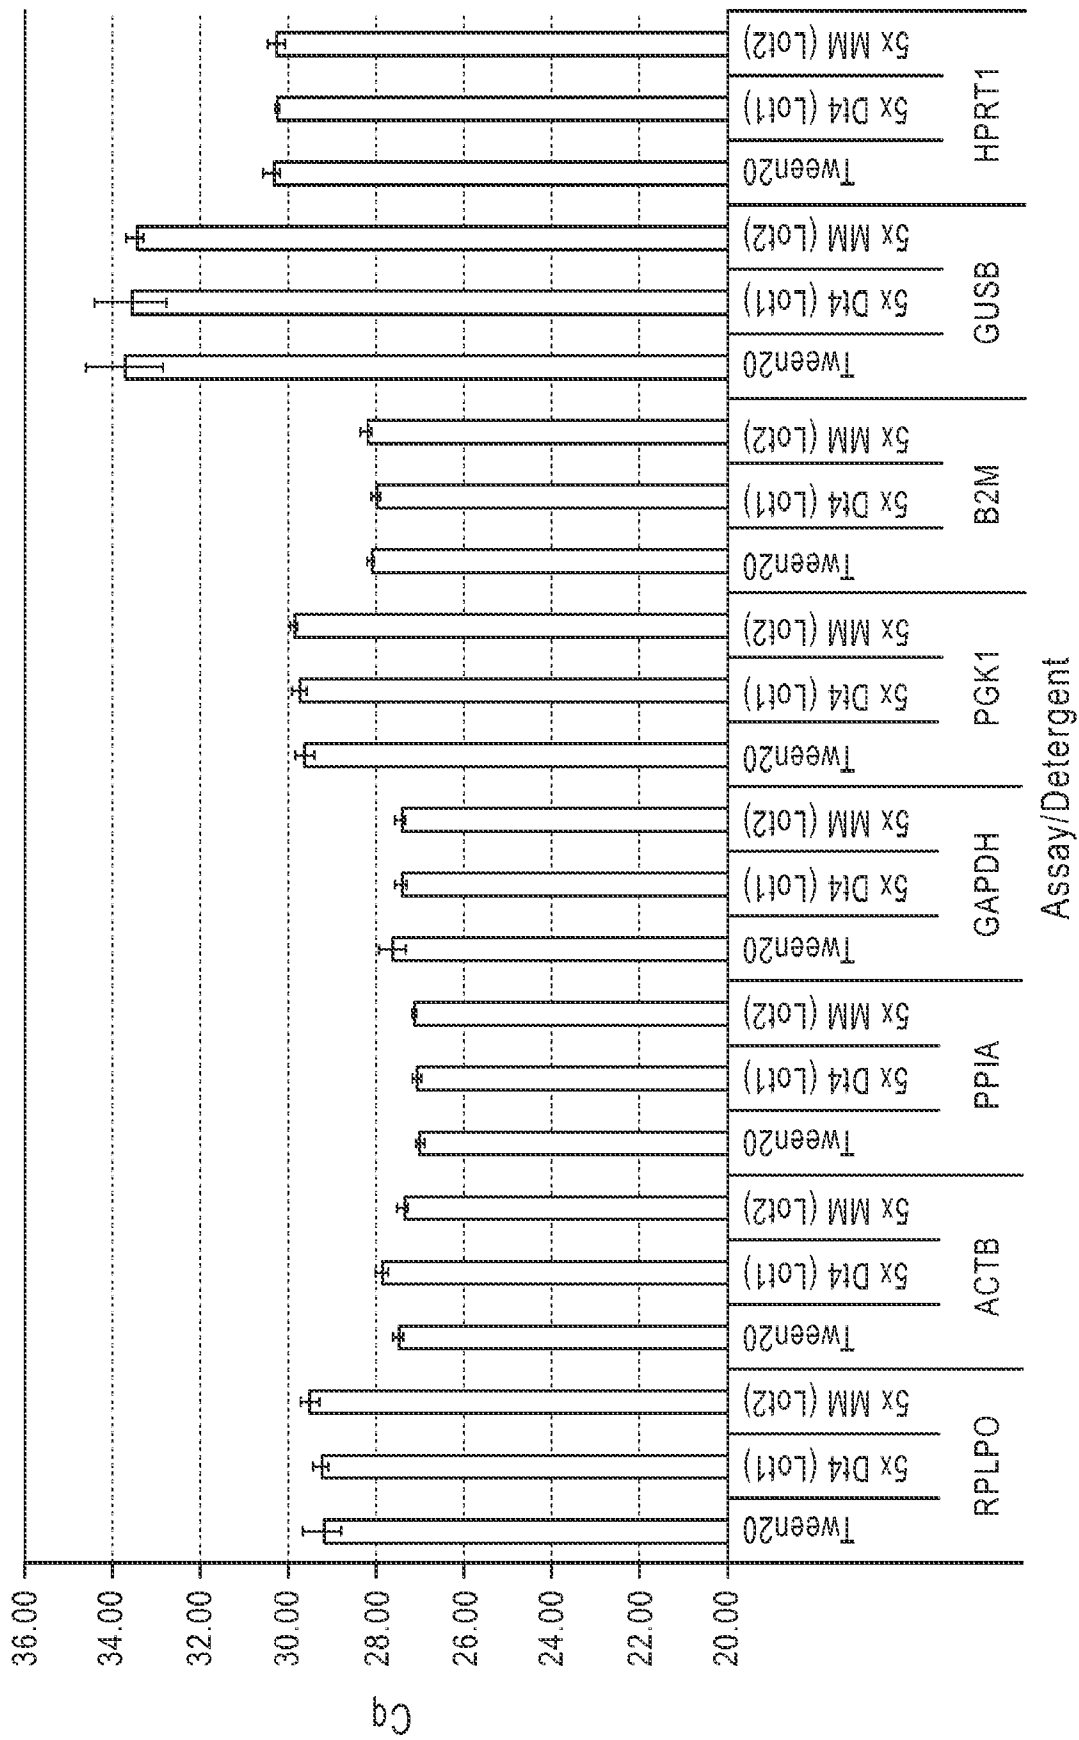 Cq
36.00
34.00
32.00
30.00
28.00
26.00
24.00
22.00
20.00
Tween20
5x Dt4 (Lot1)
5x MM (Lot2)
Tween20
5x Dt4 (Lot1)
5x MM (Lot2)
Tween20
5x Dt4 (Lot1)
5x MM (Lot2)
Tween20
5x Dt4 (Lot1)
5x MM (Lot2)
Tween20
5x Dt4 (Lot1)
5x MM (Lot2)
Tween20
5x Dt4 (Lot1)
5x MM (Lot2)
Tween20
5x Dt4 (Lot1)
5x MM (Lot2)
Tween20
5x Dt4 (Lot1)
5x MM (Lot2)
RPLPO
ACTB
PPIA
GAPDH
PGK1
B2M
GUSB
HPRT1
Assay/Detergent